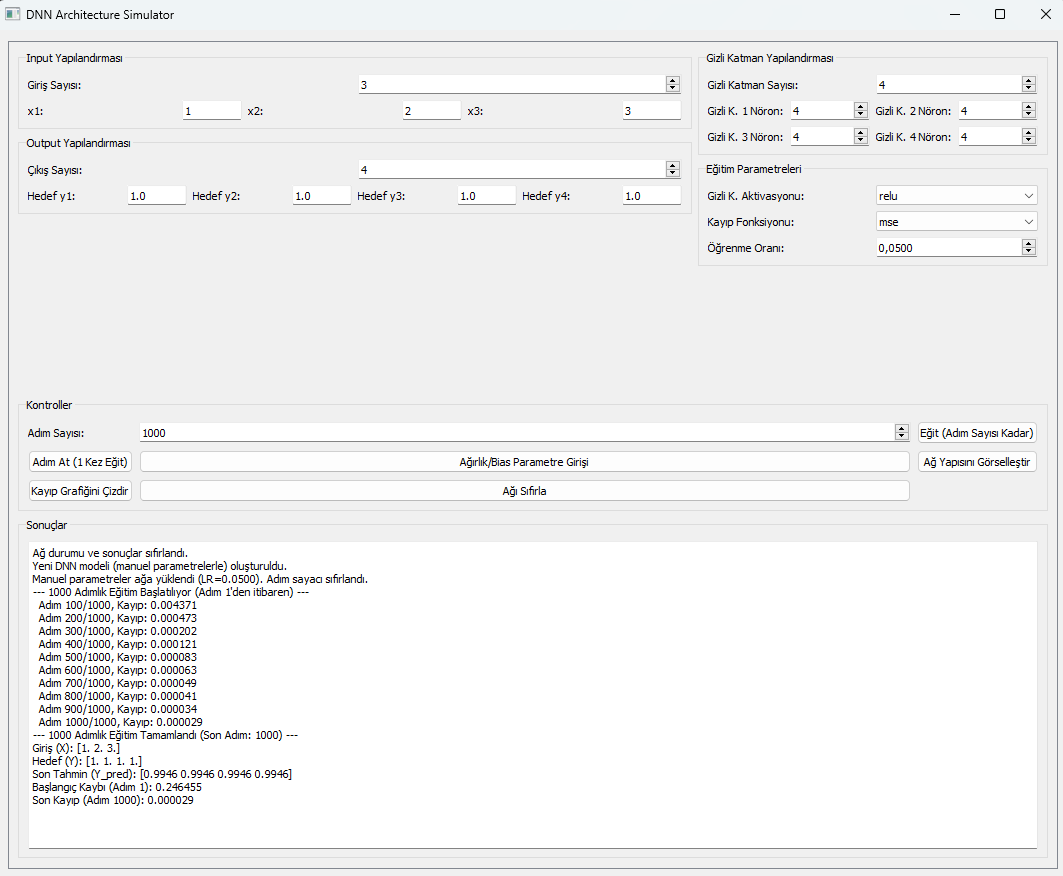 DNN Architecture Simulator
Input Yapılandırması
Giriş Sayısı: 3
x1: 1 x2: 2 x3: 3
Output Yapılandırması
Çıkış Sayısı: 4
Hedef y1: 1.0 Hedef y2: 1.0 Hedef y3: 1.0 Hedef y4: 1.0
Gizli Katman Yapılandırması
Gizli Katman Sayısı: 4
Gizli K. 1 Nöron: 4 Gizli K. 2 Nöron: 4
Gizli K. 3 Nöron: 4 Gizli K. 4 Nöron: 4
Eğitim Parametreleri
Gizli K. Aktivasyonu: relu
Kayıp Fonksiyonu: mse
Öğrenme Oranı: 0,0500
Kontroller
Adım Sayısı: 1000 Eğit (Adım Sayısı Kadar)
Adım At (1 Kez Eğit) Ağırlık/Bias Parametre Girişi Ağ Yapısını Görselleştir
Kayıp Grafiğini Çizdir Ağı Sıfırla
Sonuçlar
Ağ durumu ve sonuçlar sıfırlandı.
Yeni DNN modeli (manuel parametrelerle) oluşturuldu.
Manuel parametreler ağa yüklendi (LR=0.0500). Adım sayacı sıfırlandı.
--- 1000 Adımlık Eğitim Başlatılıyor (Adım 1'den itibaren) ---
Adım 100/1000, Kayıp: 0.004371
Adım 200/1000, Kayıp: 0.000473
Adım 300/1000, Kayıp: 0.000202
Adım 400/1000, Kayıp: 0.000121
Adım 500/1000, Kayıp: 0.000083
Adım 600/1000, Kayıp: 0.000063
Adım 700/1000, Kayıp: 0.000049
Adım 800/1000, Kayıp: 0.000041
Adım 900/1000, Kayıp: 0.000034
Adım 1000/1000, Kayıp: 0.000029
--- 1000 Adımlık Eğitim Tamamlandı (Son Adım: 1000) ---
Giriş (X): [1. 2. 3.]
Hedef (Y): [1. 1. 1. 1.]
Son Tahmin (Y_pred): [0.9946 0.9946 0.9946 0.9946]
Başlangıç Kaybı (Adım 1): 0.246455
Son Kayıp (Adım 1000): 0.000029